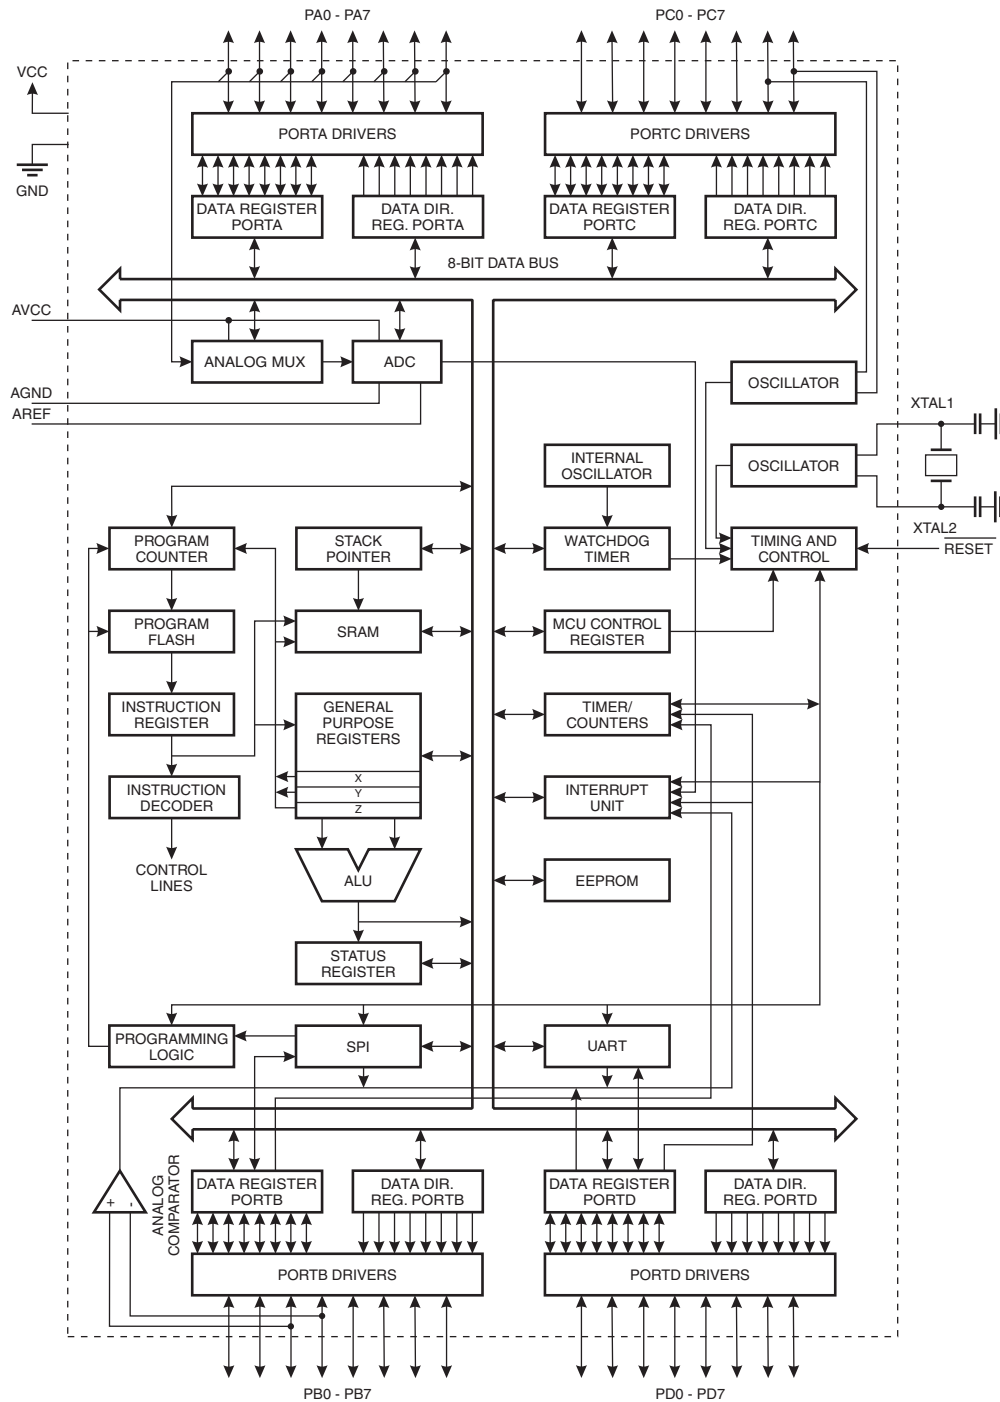 PA0 - PA7
PC0 - PC7
VCC
GND
PORTA DRIVERS
PORTC DRIVERS
DATA REGISTER
PORTA
DATA DIR.
REG. PORTA
DATA REGISTER
PORTC
DATA DIR.
REG. PORTC
8-BIT DATA BUS
AVCC
ANALOG MUX
ADC
AGND
AREF
OSCILLATOR
XTAL1
INTERNAL
OSCILLATOR
OSCILLATOR
XTAL2
RESET
PROGRAM
COUNTER
STACK
POINTER
WATCHDOG
TIMER
TIMING AND
CONTROL
PROGRAM
FLASH
SRAM
MCU CONTROL
REGISTER
INSTRUCTION
REGISTER
GENERAL
PURPOSE
REGISTERS
X
Y
Z
TIMER/
COUNTERS
INSTRUCTION
DECODER
INTERRUPT
UNIT
CONTROL
LINES
ALU
EEPROM
STATUS
REGISTER
PROGRAMMING
LOGIC
SPI
UART
+
-
ANALOG
COMPARATOR
DATA REGISTER
PORTB
DATA DIR.
REG. PORTB
DATA REGISTER
PORTD
DATA DIR.
REG. PORTD
PORTB DRIVERS
PORTD DRIVERS
PB0 - PB7
PD0 - PD7